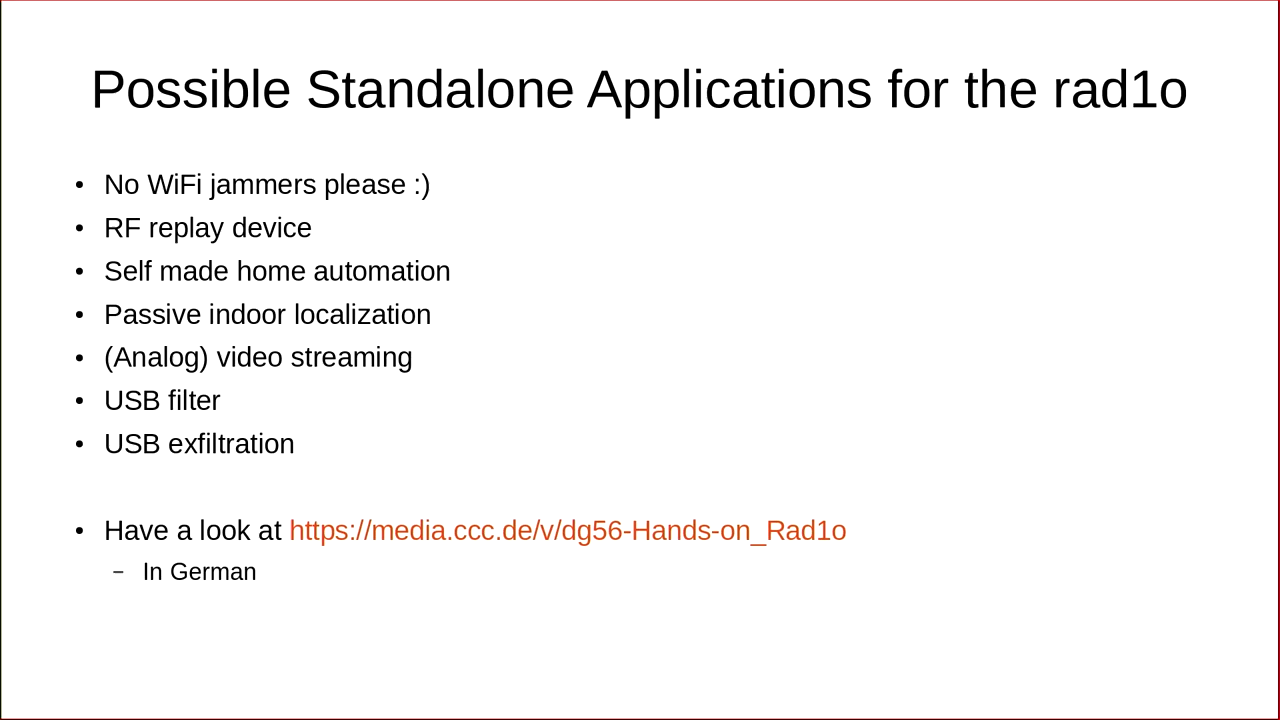 Possible Standalone Applications for the rad1o
• No WiFi jammers please :)
• RF replay device
• Self made home automation
• Passive indoor localization
• (Analog) video streaming
• USB filter
• USB exfiltration
• Have a look at https://media.ccc.de/v/dg56-Hands-on_Rad1o
– In German